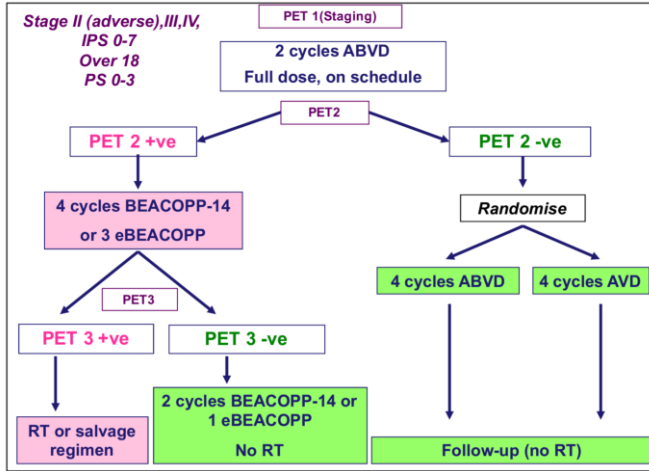 Stage II (adverse),III,IV,
IPS 0-7
Over 18
PS 0-3
PET 1(Staging)
2 cycles ABVD
Full dose, on schedule
PET2
PET 2 +ve
PET 2 -ve
4 cycles BEACOPP-14
or 3 eBEACOPP
Randomise
4 cycles ABVD
4 cycles AVD
PET3
PET 3 +ve
PET 3 -ve
RT or salvage
regimen
2 cycles BEACOPP-14 or
1 eBEACOPP
No RT
Follow-up (no RT)